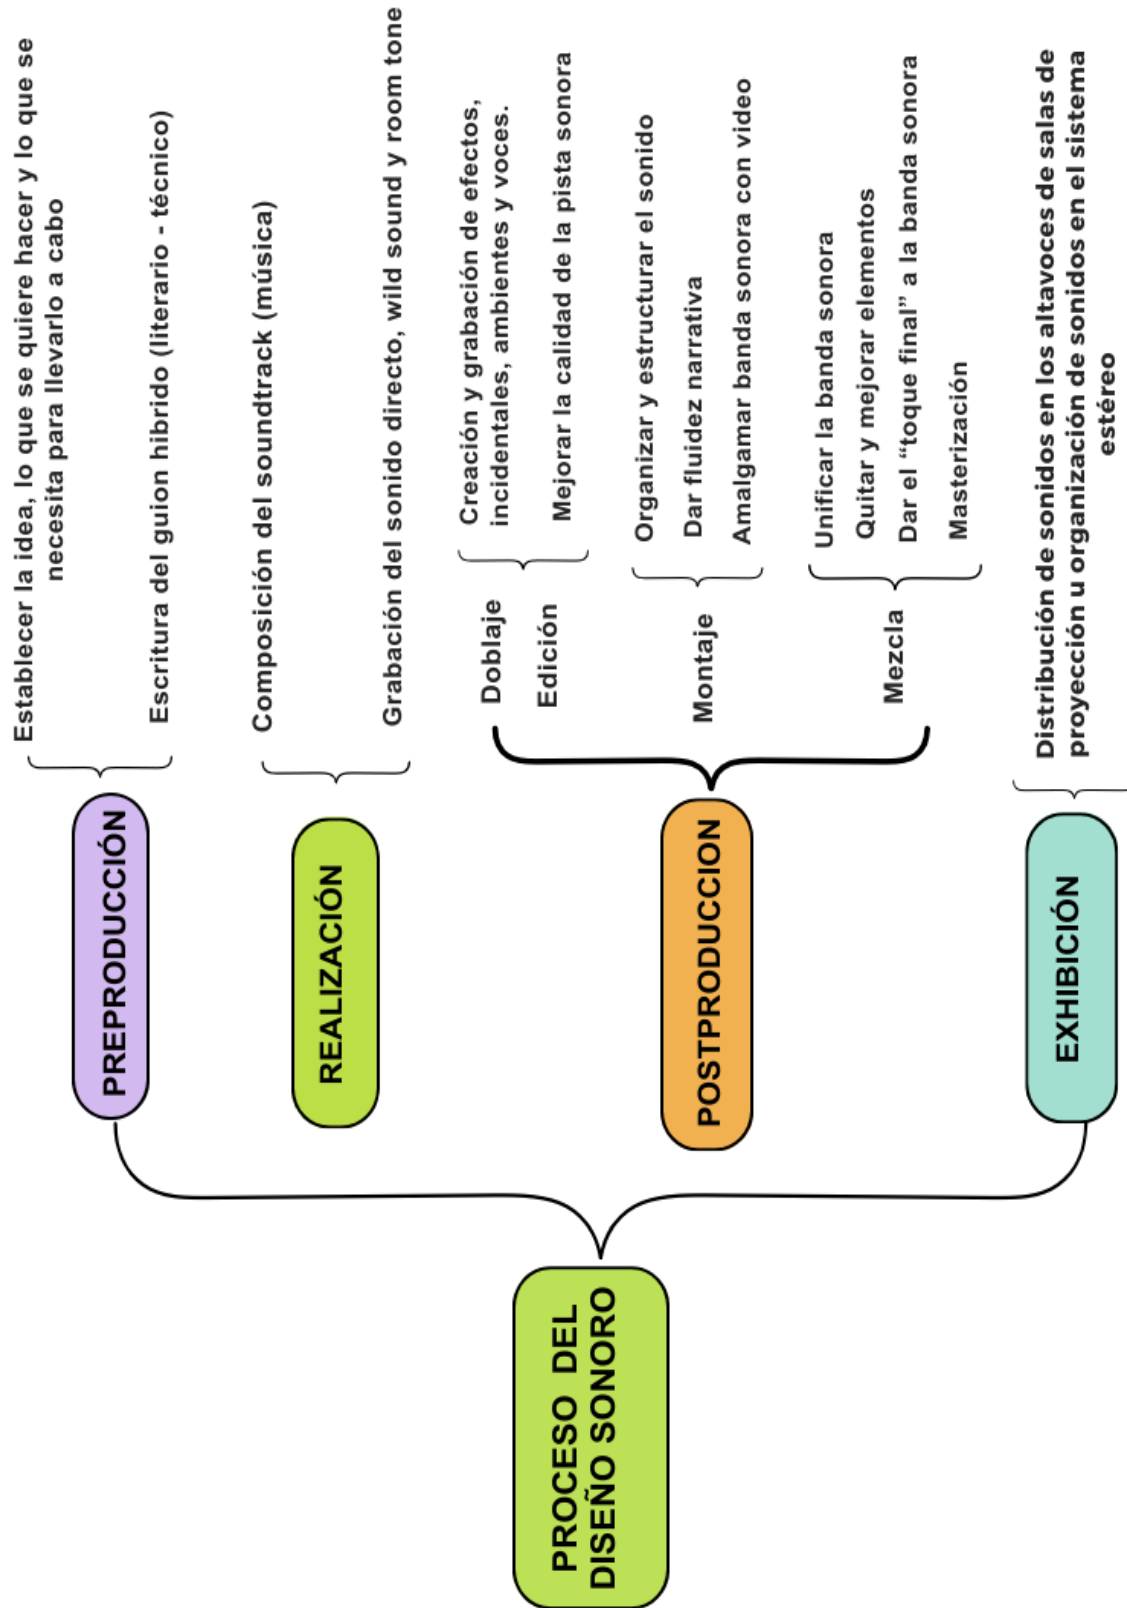 PROCESO DEL
DISEÑO SONORO
PREPRODUCCIÓN
Establecer la idea, lo que se quiere hacer y lo que se
necesita para llevarlo a cabo
Escritura del guion hibrido (literario - técnico)
REALIZACIÓN
Composición del soundtrack (música)
Grabación del sonido directo, wild sound y room tone
POSTPRODUCCION
Doblaje
Edición
Creación y grabación de efectos,
incidentales, ambientes y voces.
Mejorar la calidad de la pista sonora
Montaje
Organizar y estructurar el sonido
Dar fluidez narrativa
Amalgamar banda sonora con video
Mezcla
Unificar la banda sonora
Quitar y mejorar elementos
Dar el “toque final” a la banda sonora
Masterización
EXHIBICIÓN
Distribución de sonidos en los altavoces de salas de
proyección u organización de sonidos en el sistema
estéreo